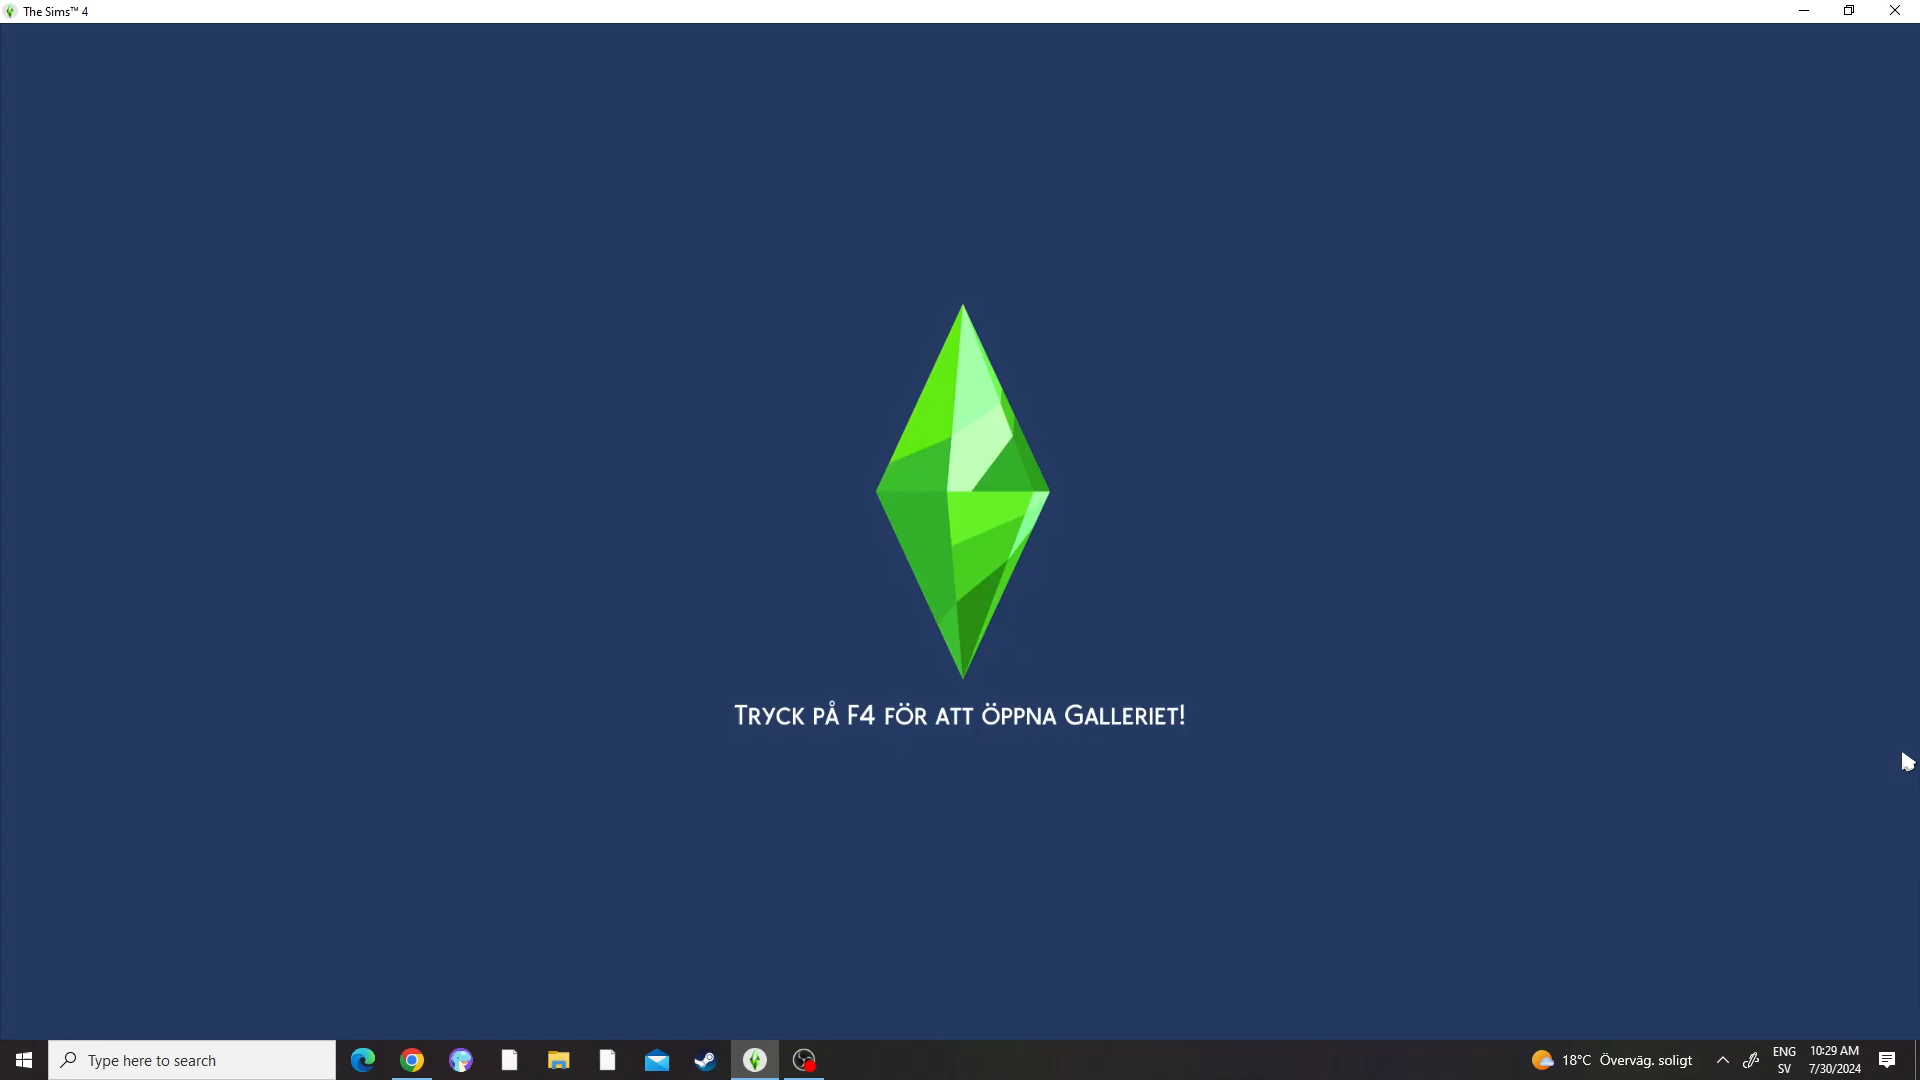 The Sims™ 4
Tryck på F4 för att öppna Galleriet!
Type here to search
18°C Överväg. soligt
ENG
SV
10:29 AM
7/30/2024